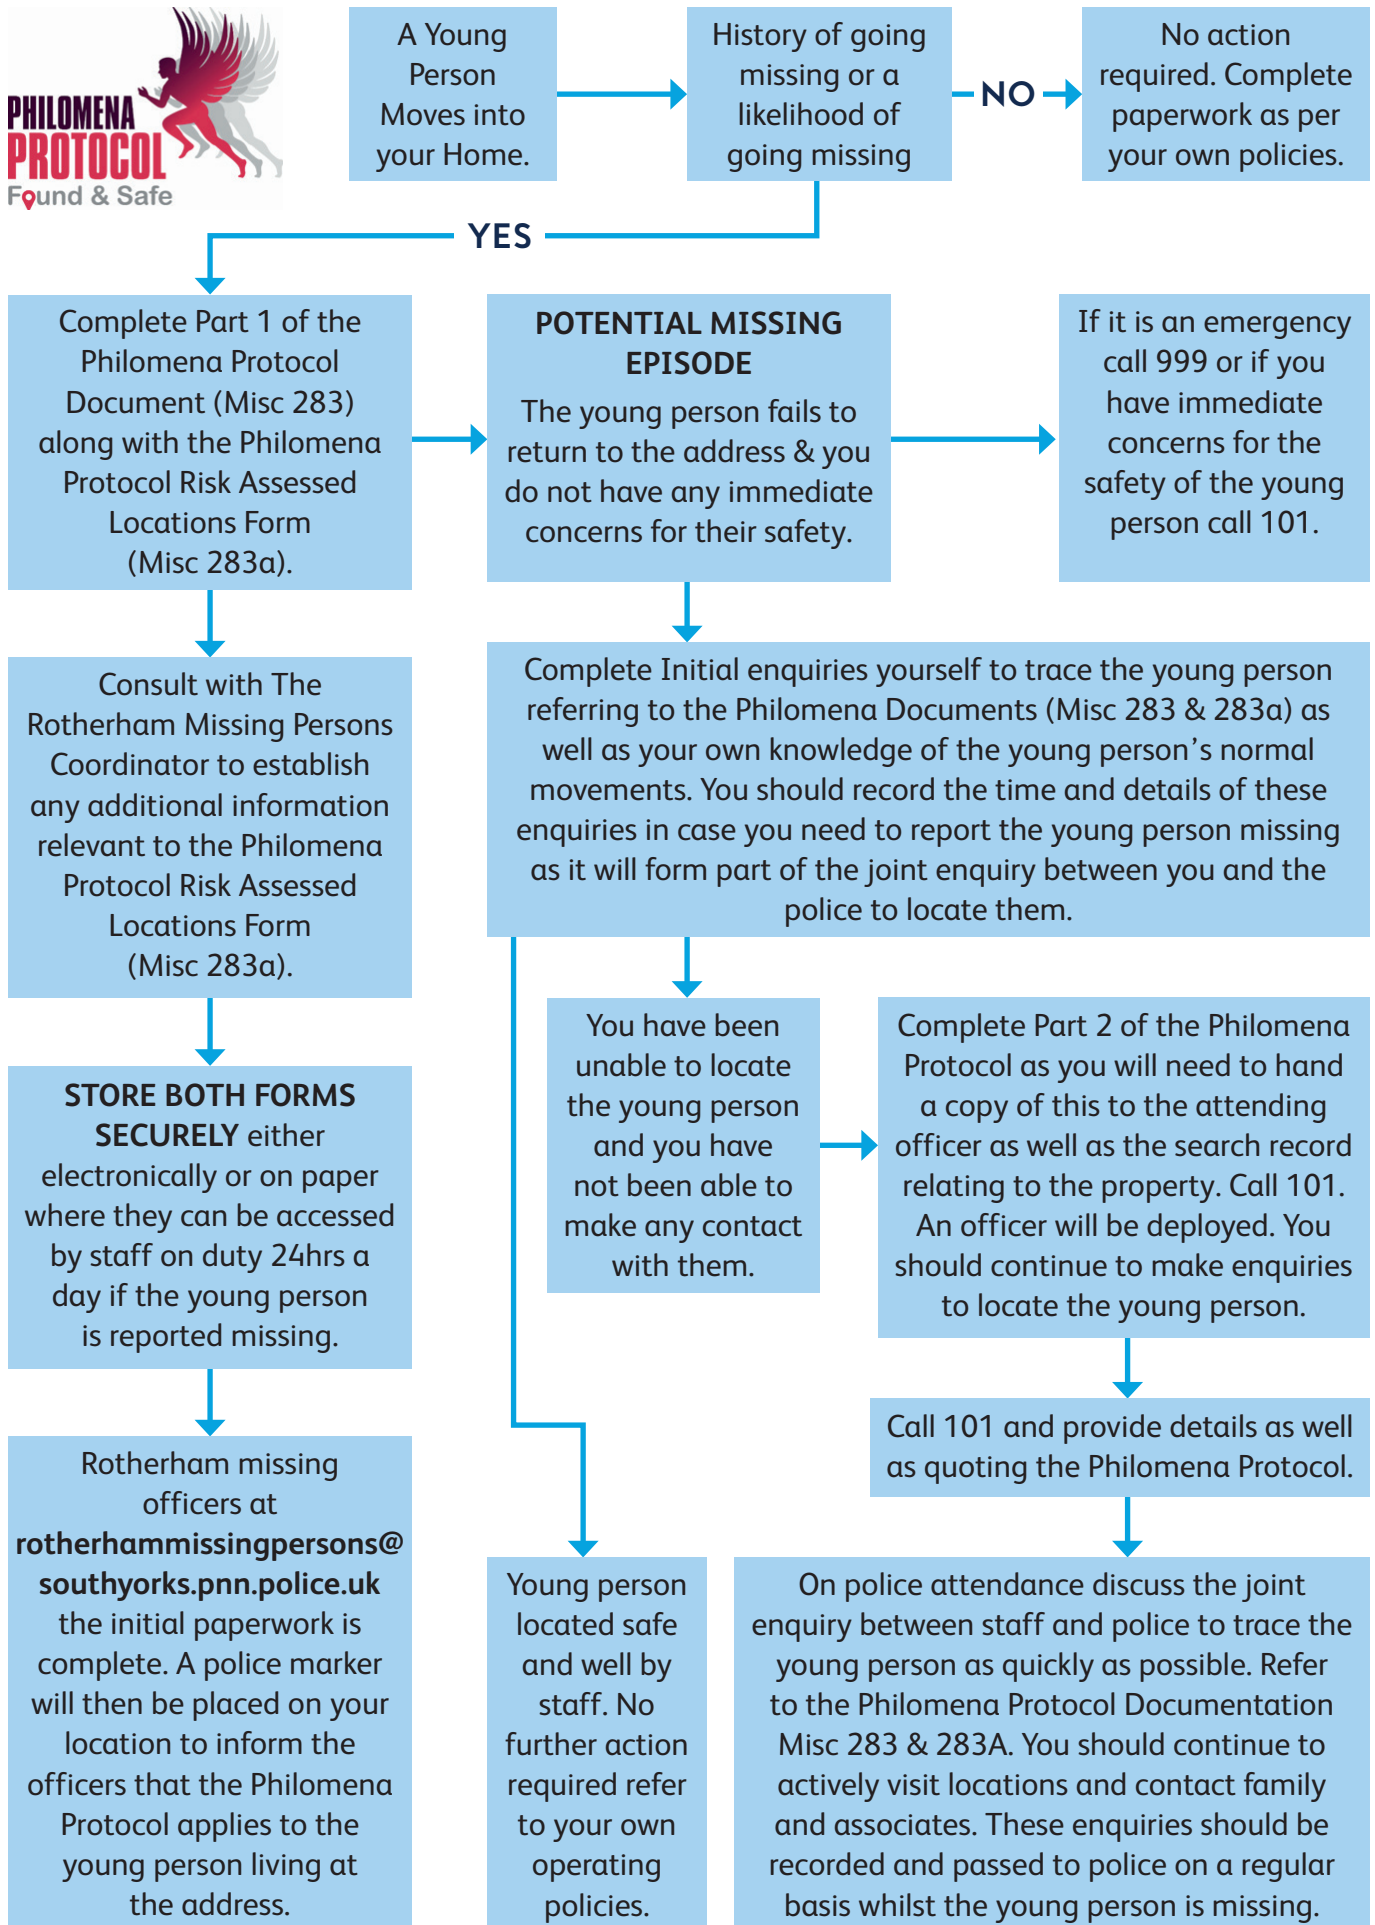 PHILOMENA
PROTOCOL
Found & Safe
A Young
Person
Moves into
your Home.
History of going
missing or a
likelihood of
going missing
NO
No action
required. Complete
paperwork as per
your own policies.
YES
Complete Part 1 of the
Philomena Protocol
Document (Misc 283)
along with the Philomena
Protocol Risk Assessed
Locations Form
(Misc 283a).
POTENTIAL MISSING
EPISODE
The young person fails to
return to the address & you
do not have any immediate
concerns for their safety.
If it is an emergency
call 999 or if you
have immediate
concerns for the
safety of the young
person call 101.
Consult with The
Rotherham Missing Persons
Coordinator to establish
any additional information
relevant to the Philomena
Protocol Risk Assessed
Locations Form
(Misc 283a).
Complete Initial enquiries yourself to trace the young person
referring to the Philomena Documents (Misc 283 & 283a) as
well as your own knowledge of the young person’s normal
movements. You should record the time and details of these
enquiries in case you need to report the young person missing
as it will form part of the joint enquiry between you and the
police to locate them.
STORE BOTH FORMS
SECURELY either
electronically or on paper
where they can be accessed
by staff on duty 24hrs a
day if the young person
is reported missing.
You have been
unable to locate
the young person
and you have
not been able to
make any contact
with them.
Complete Part 2 of the Philomena
Protocol as you will need to hand
a copy of this to the attending
officer as well as the search record
relating to the property. Call 101.
An officer will be deployed. You
should continue to make enquiries
to locate the young person.
Call 101 and provide details as well
as quoting the Philomena Protocol.
Rotherham missing
officers at
rotherhammissingpersons@
southyorks.pnn.police.uk
the initial paperwork is
complete. A police marker
will then be placed on your
location to inform the
officers that the Philomena
Protocol applies to the
young person living at
the address.
Young person
located safe
and well by
staff. No
further action
required refer
to your own
operating
policies.
On police attendance discuss the joint
enquiry between staff and police to trace the
young person as quickly as possible. Refer
to the Philomena Protocol Documentation
Misc 283 & 283A. You should continue to
actively visit locations and contact family
and associates. These enquiries should be
recorded and passed to police on a regular
basis whilst the young person is missing.